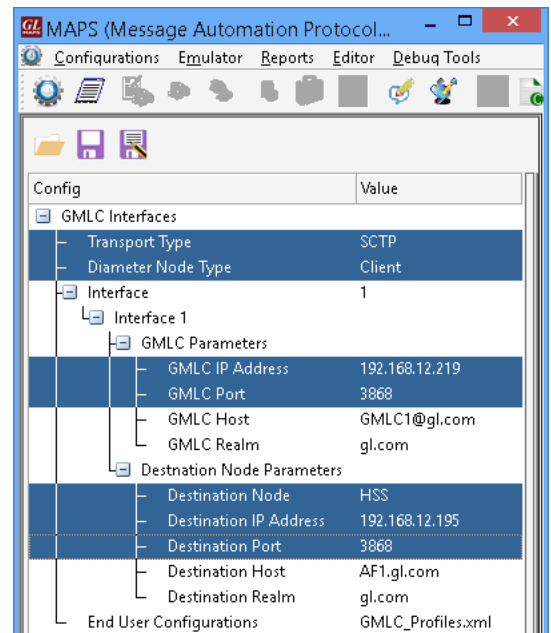 GL MAPS MAPS (Message Automation Protocol...
Configurations Emulator Reports Editor Debug Tools
Config Value
GMLC Interfaces
Transport Type SCTP
Diameter Node Type Client
Interface 1
Interface 1
GMLC Parameters
GMLC IP Address 192.168.12.219
GMLC Port 3868
GMLC Host GMLC1@gl.com
GMLC Realm gl.com
Destnation Node Parameters
Destination Node HSS
Destination IP Address 192.168.12.195
Destination Port 3868
Destination Host AF1.gl.com
Destination Realm gl.com
End User Configurations GMLC_Profiles.xml